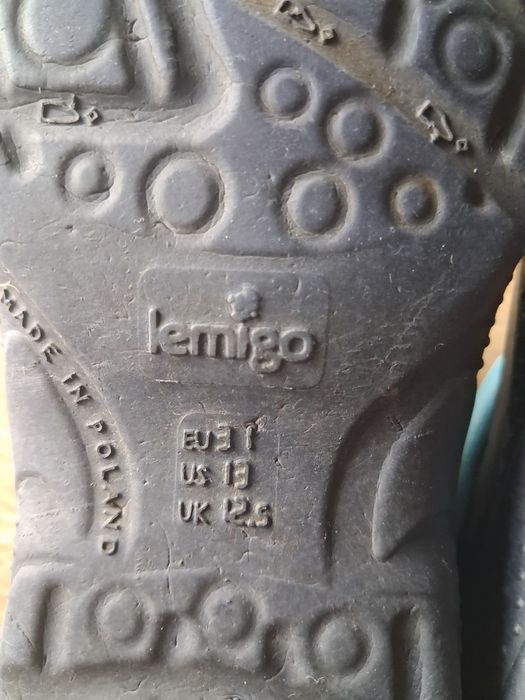 lemigo
MADE IN POLAND
EU 31
US 13
UK 12.5